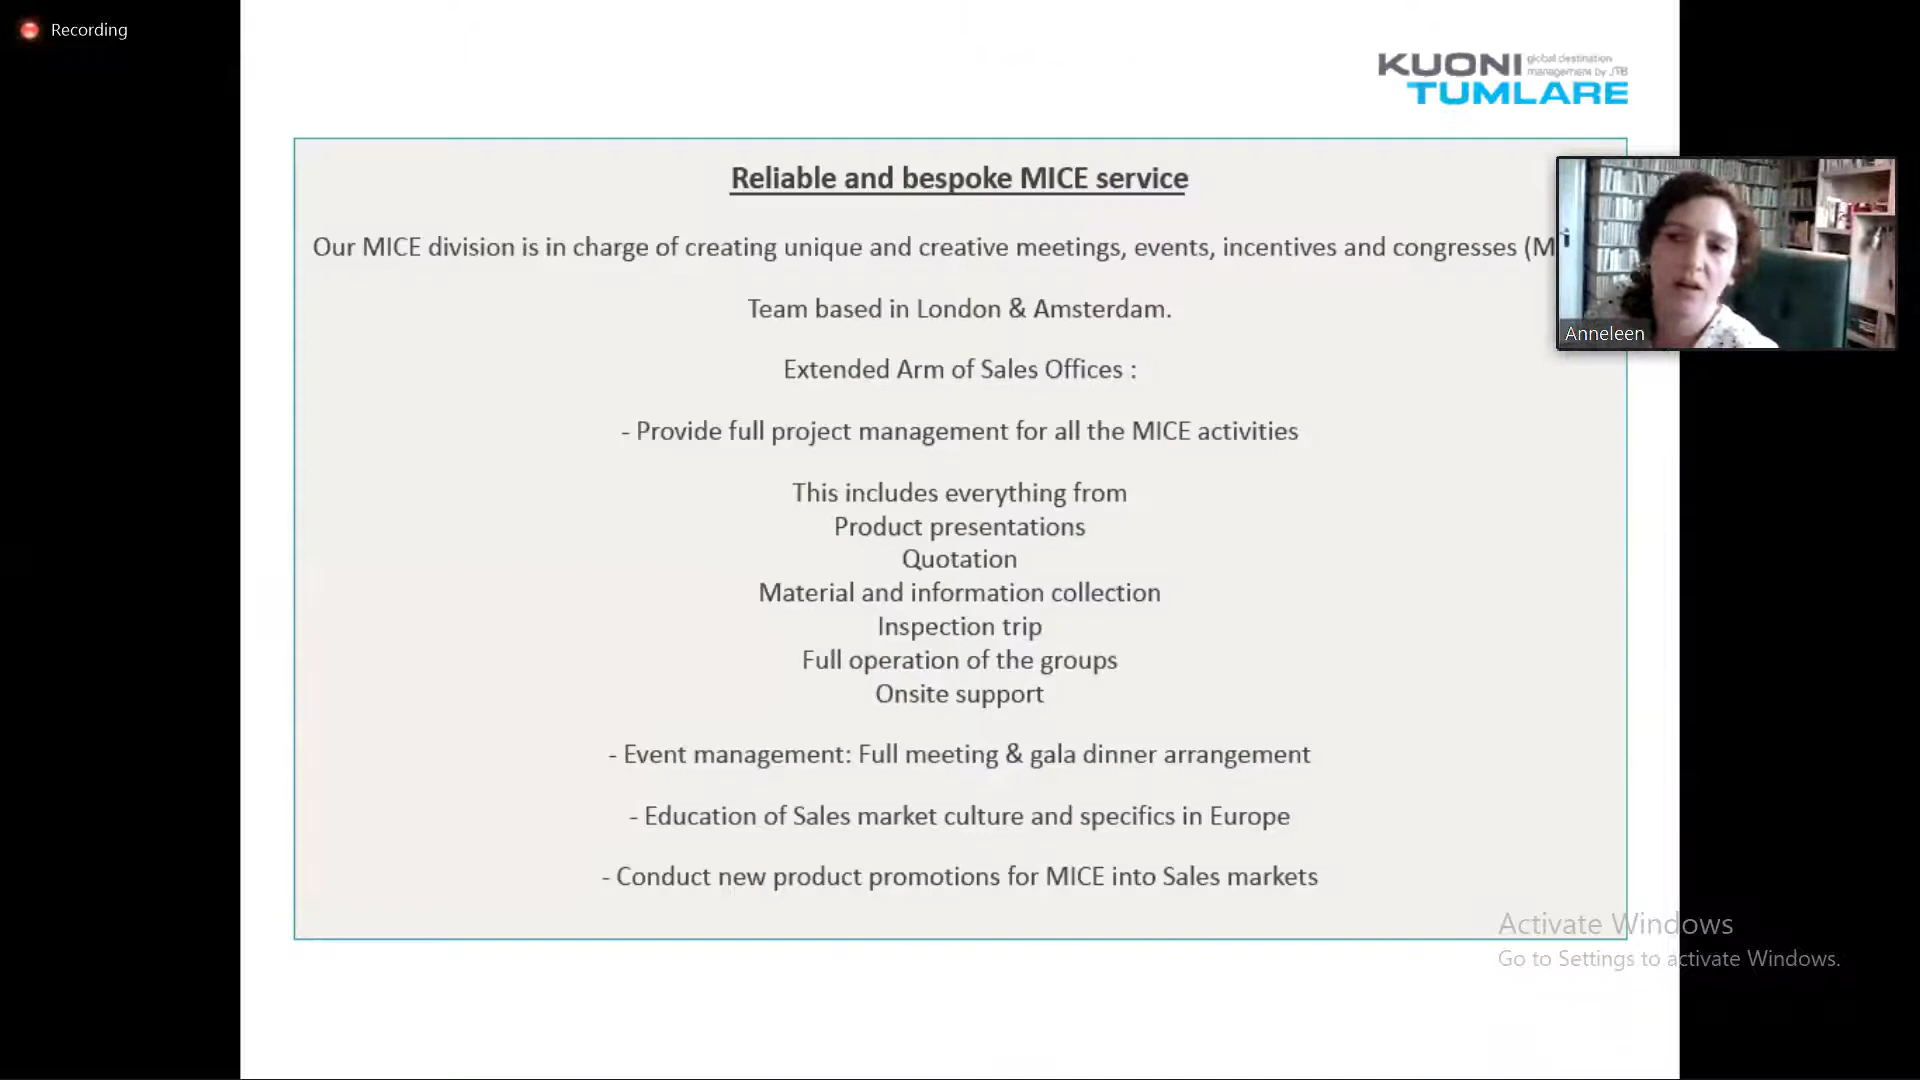 Recording
KUONI
global destination
management by JTB
TUMLARE
Reliable and bespoke MICE service
Our MICE division is in charge of creating unique and creative meetings, events, incentives and congresses (M
Anneleen
Team based in London & Amsterdam.
Extended Arm of Sales Offices :
- Provide full project management for all the MICE activities
This includes everything from
Product presentations
Quotation
Material and information collection
Inspection trip
Full operation of the groups
Onsite support
- Event management: Full meeting & gala dinner arrangement
- Education of Sales market culture and specifics in Europe
- Conduct new product promotions for MICE into Sales markets
Activate Windows
Go to Settings to activate Windows.